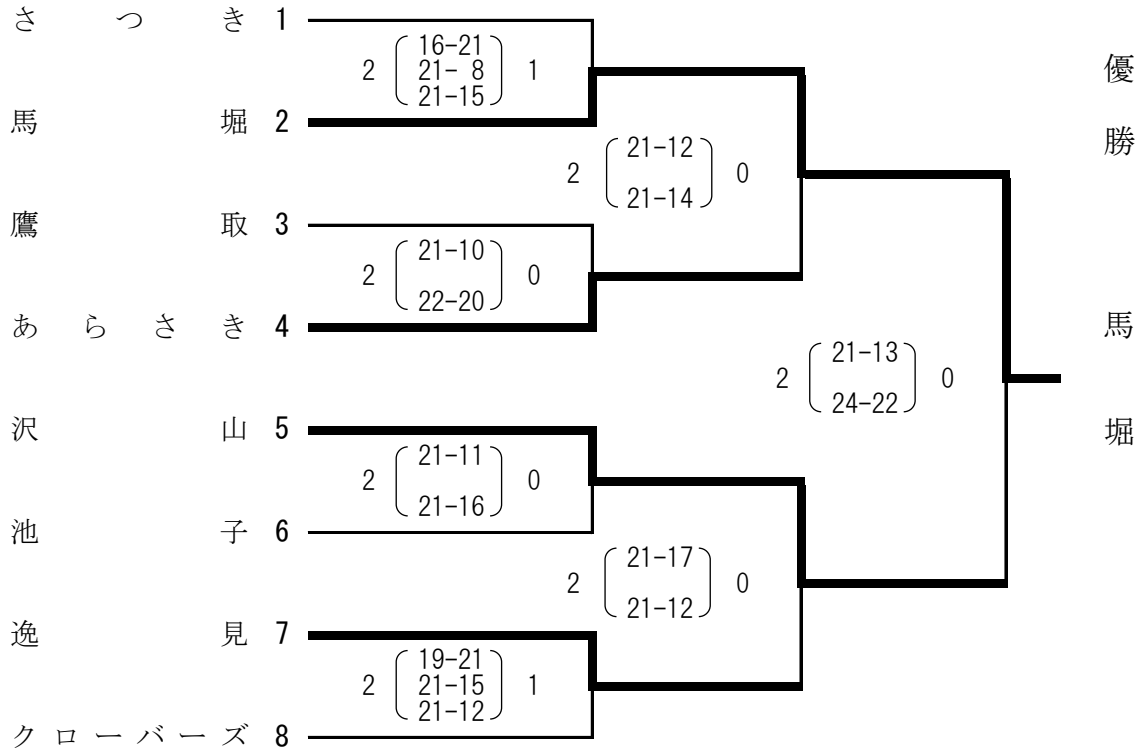 さつき 1
2 16-21 1
21- 8
21-15
馬堀 2
2 21-12 0
21-14
鷹取 3
2 21-10 0
22-20
あらさき 4
2 21-13 0
24-22
沢山 5
2 21-11 0
21-16
池子 6
2 21-17 0
21-12
逸見 7
2 19-21 1
21-15
21-12
クローバーズ 8
優勝
馬堀